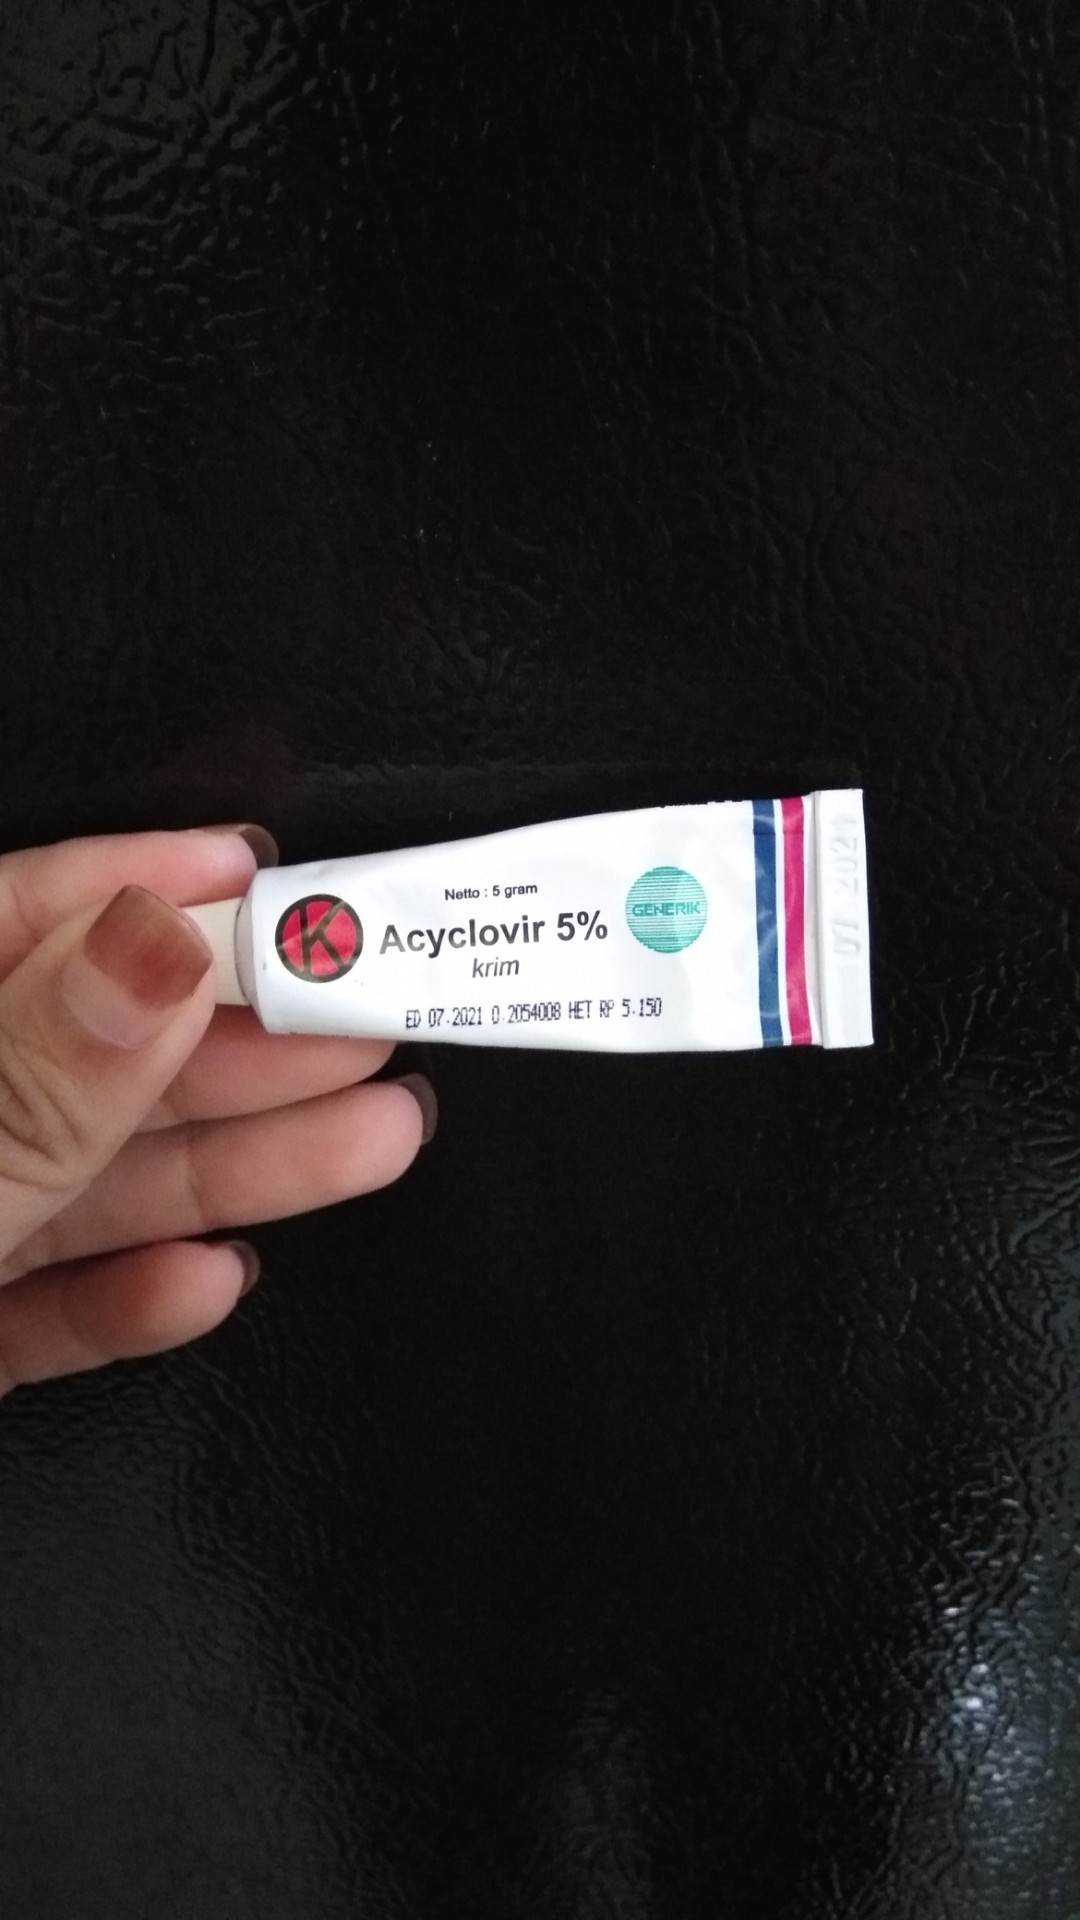 Netto : 5 gram
K
Acyclovir 5%
krim
GENERIK
ED 07.2021 0.2054008 HET RP 5.150
07 2021